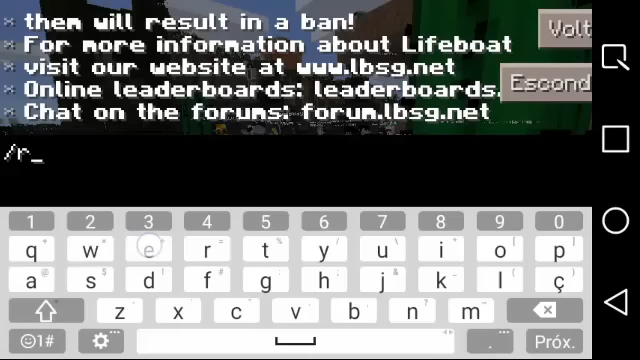 × them will result in a ban!
× For more information about Lifeboat
× visit our website at www.lbsg.net
× Online leaderboards: leaderboards.
× Chat on the forums: forum.lbsg.net
Volt
Escond
/r_
1 2 3 4 5 6 7 8 9 0
q w e r t y u i o p
a s d f g h j k l ç
z x c v b n m
1# . Próx.